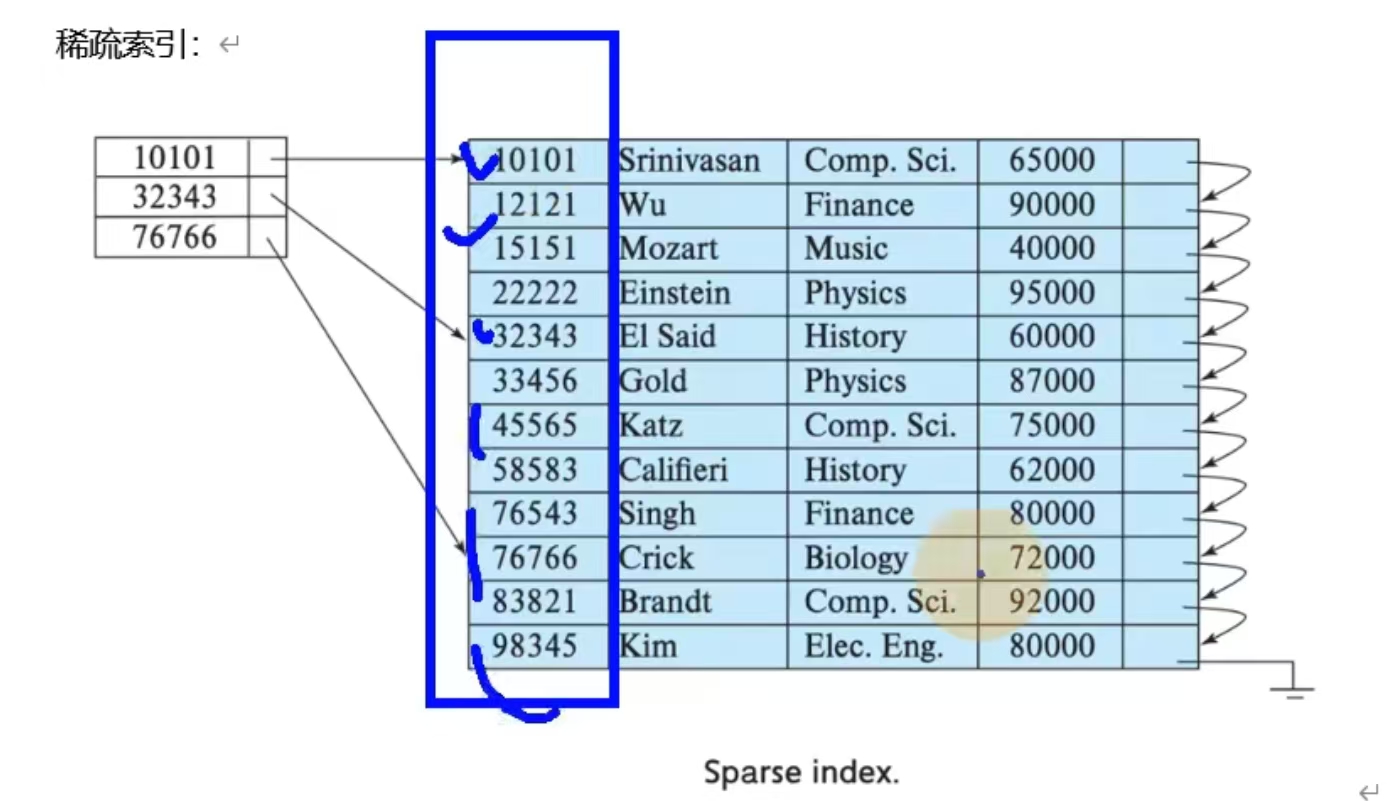 稀疏索引：
10101
32343
76766
10101 Srinivasan Comp. Sci. 65000
12121 Wu Finance 90000
15151 Mozart Music 40000
22222 Einstein Physics 95000
32343 El Said History 60000
33456 Gold Physics 87000
45565 Katz Comp. Sci. 75000
58583 Califieri History 62000
76543 Singh Finance 80000
76766 Crick Biology 72000
83821 Brandt Comp. Sci. 92000
98345 Kim Elec. Eng. 80000
Sparse index.